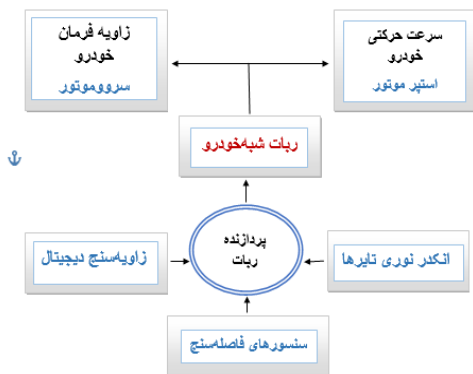 سرعت حرکتی
خودرو
استپر موتور
زاویه فرمان
خودرو
سرووموتور
ربات شبه‌خودرو
پردازنده
ربات
انکدر نوری تایرها
زاویه‌سنج دیجیتال
سنسورهای فاصله‌سنج